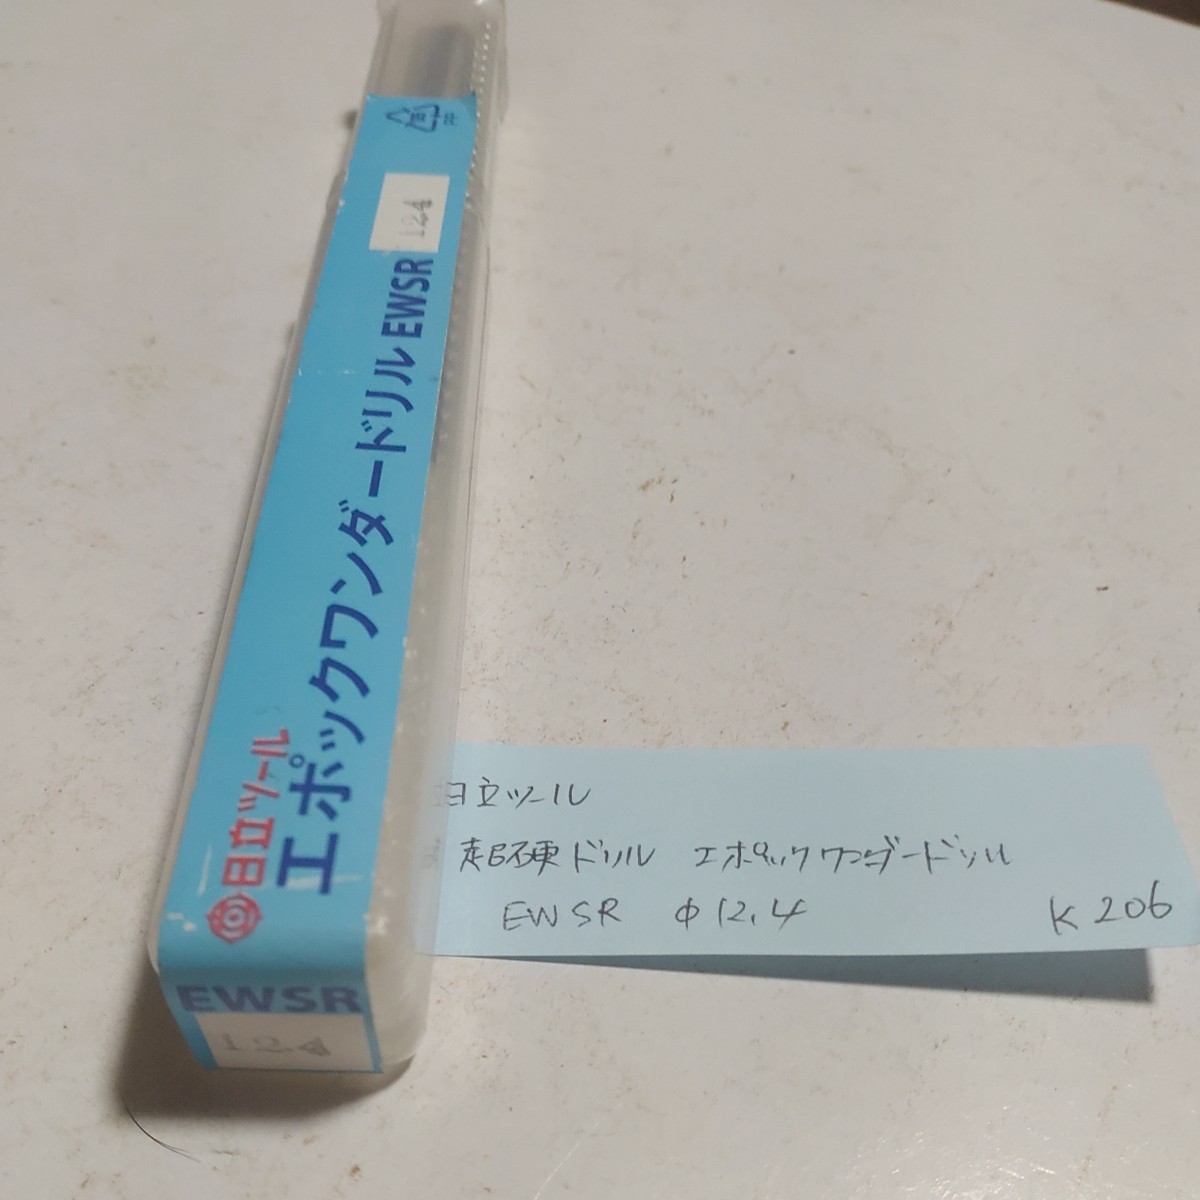 日立ツール
エポックワンダードリル EWSR
124
PP
EWSR
124
日立ツール
超硬ドリル エポックワンダードリル
EWSR φ12.4
K206